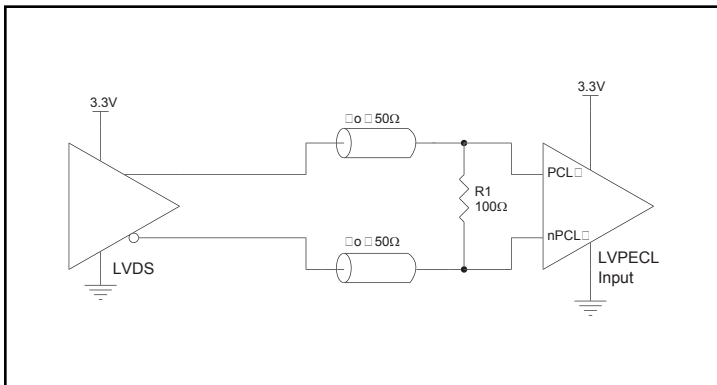 3.3V
3.3V
□o □ 50Ω
PCL□
R1
100Ω
nPCL□
□o □ 50Ω
LVDS
LVPECL
Input